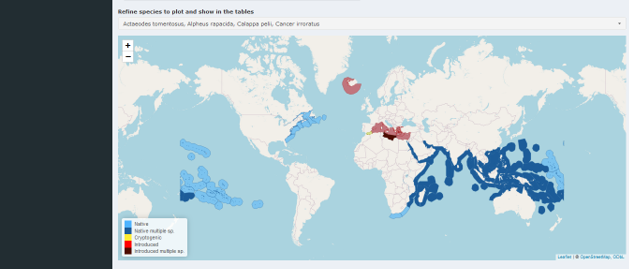 Refine species to plot and show in the tables
Actaeodes tomentosus, Alpheus rapacida, Calappa pelii, Cancer irroratus
+
−
Native
Native multiple sp.
Cryptogenic
Introduced
Introduced multiple sp.
Leaflet | © OpenStreetMap, ODbL